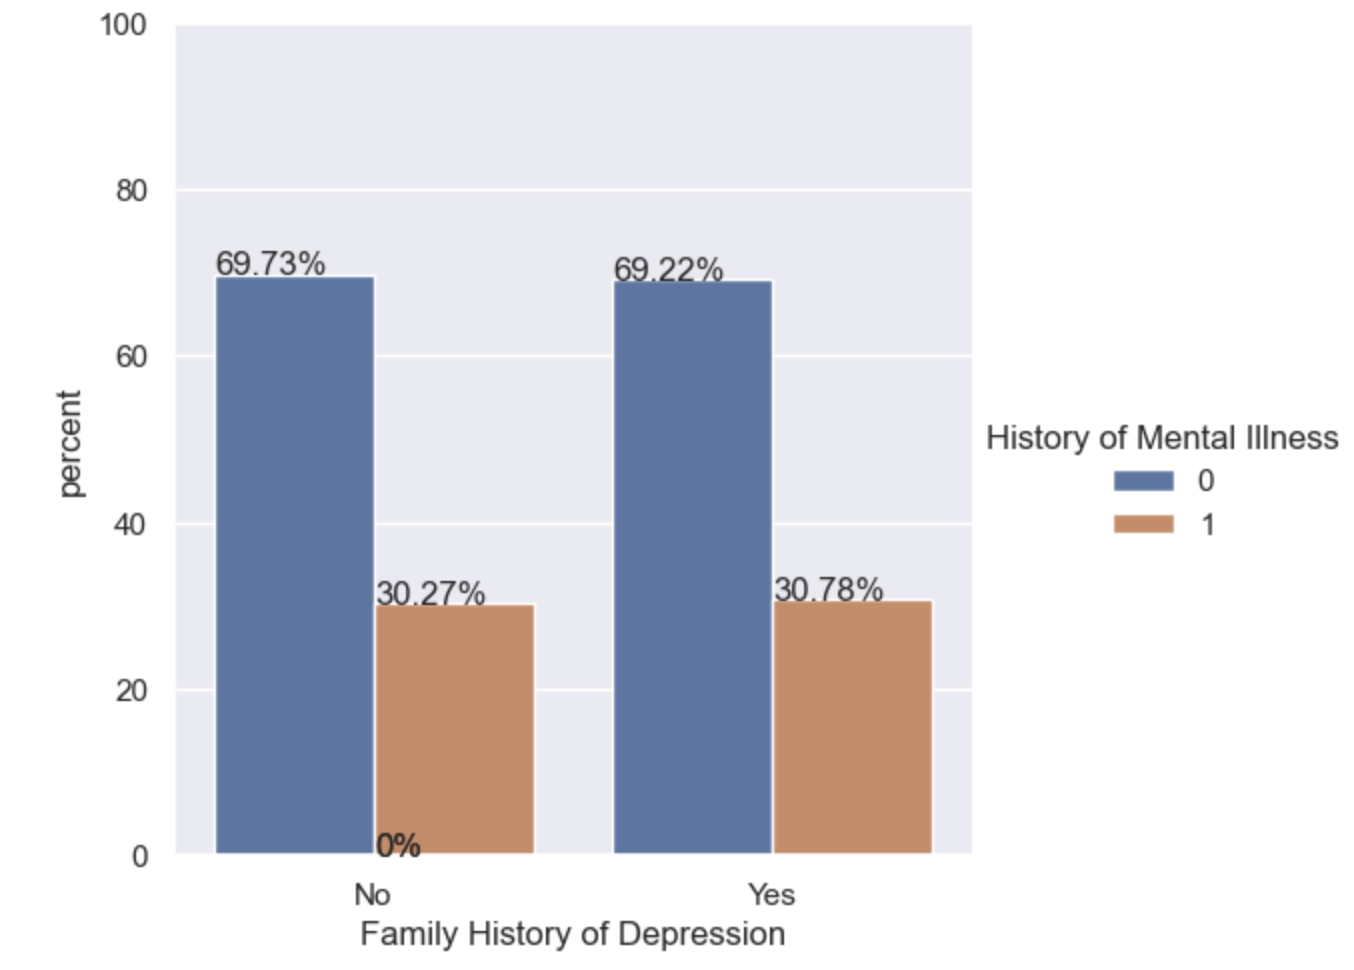 100
80
60
40
20
0
percent
69.73%
30.27%
0%
69.22%
30.78%
No
Yes
Family History of Depression
History of Mental Illness
0
1